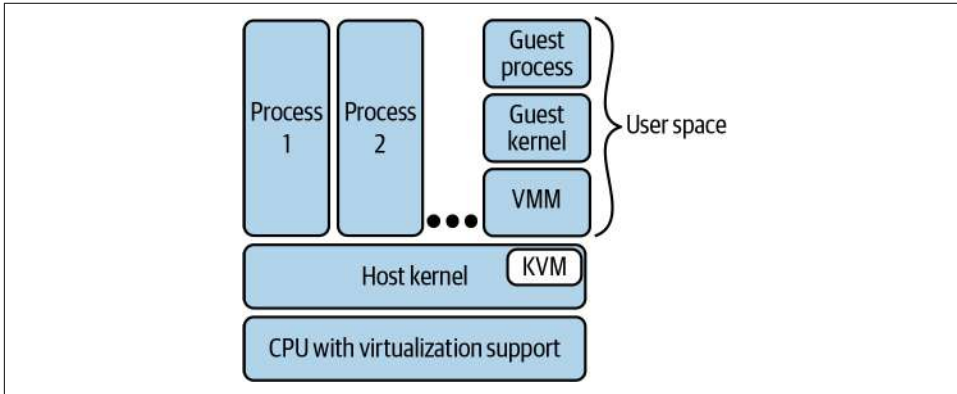 Process
1
Process
2
Guest
process
Guest
kernel
VMM
User space
Host kernel
KVM
CPU with virtualization support